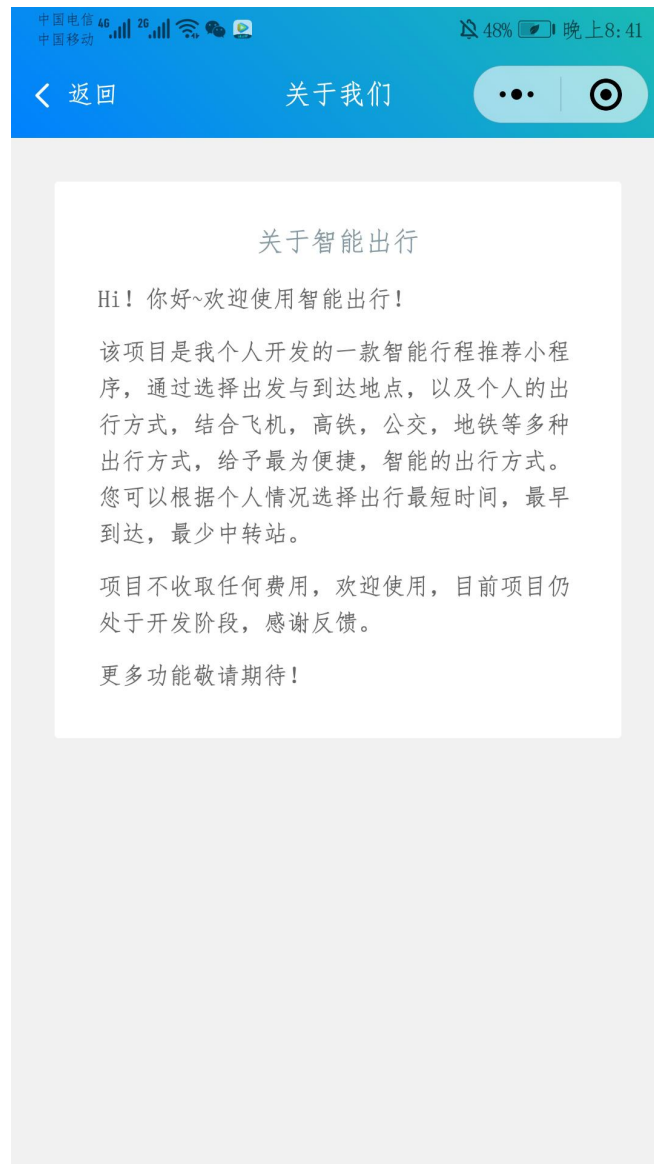 中国电信 4G 2G 48% 晚上8:41
中国移动
返回 关于我们
关于智能出行
Hi！你好~欢迎使用智能出行！
该项目是我个人开发的一款智能行程推荐小程
序，通过选择出发与到达地点，以及个人的出
行方式，结合飞机，高铁，公交，地铁等多种
出行方式，给予最为便捷，智能的出行方式。
您可以根据个人情况选择出行最短时间，最早
到达，最少中转站。
项目不收取任何费用，欢迎使用，目前项目仍
处于开发阶段，感谢反馈。
更多功能敬请期待！